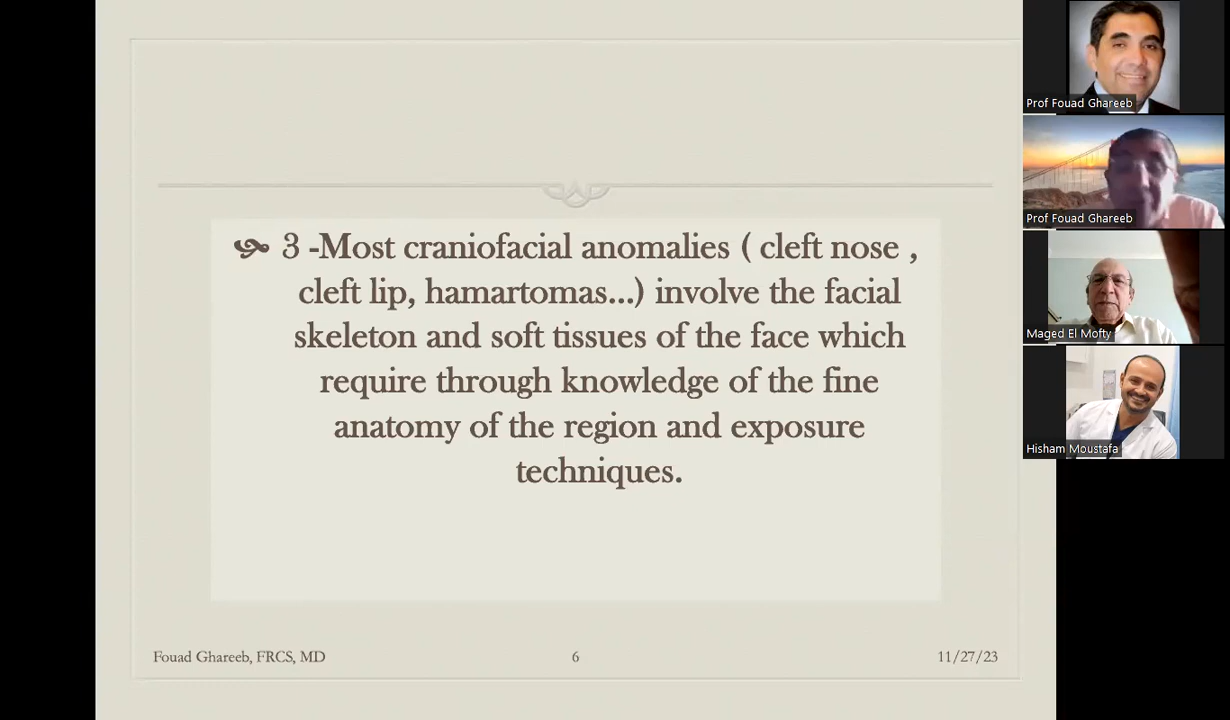 3 -Most craniofacial anomalies ( cleft nose ,
cleft lip, hamartomas...) involve the facial
skeleton and soft tissues of the face which
require through knowledge of the fine
anatomy of the region and exposure
techniques.
Fouad Ghareeb, FRCS, MD
6
11/27/23
Prof Fouad Ghareeb
Prof Fouad Ghareeb
Maged El Mofty
Hisham Moustafa